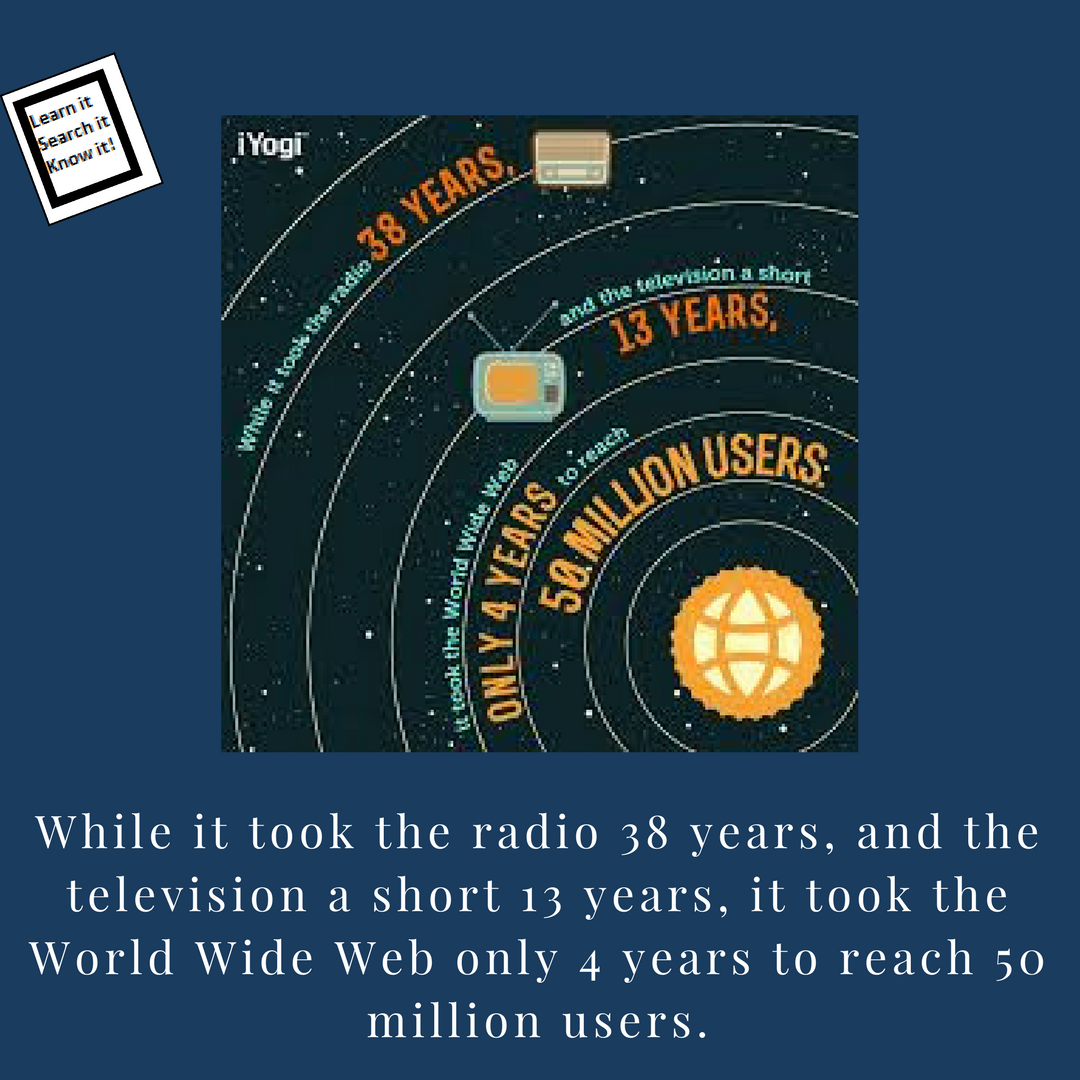 Learn it
Search it
Know it!
iYogi
While it took the radio 38 YEARS,
and the television a short
13 YEARS,
it took the World Wide Web
ONLY 4 YEARS to reach
50 MILLION USERS.
While it took the radio 38 years, and the
television a short 13 years, it took the
World Wide Web only 4 years to reach 50
million users.